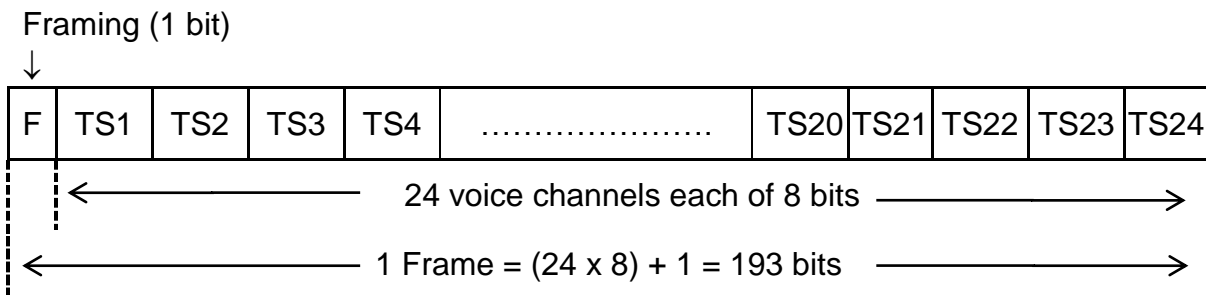 Framing (1 bit)
↓
F TS1 TS2 TS3 TS4 ...................... TS20 TS21 TS22 TS23 TS24
24 voice channels each of 8 bits
1 Frame = (24 x 8) + 1 = 193 bits